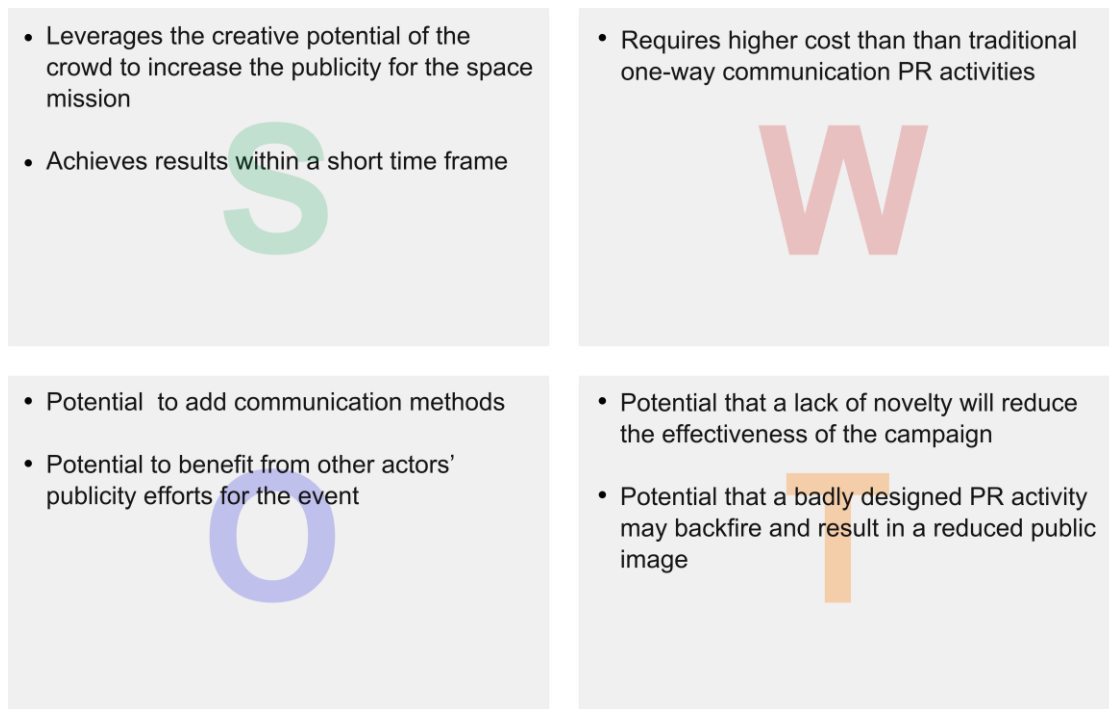 • Leverages the creative potential of the
crowd to increase the publicity for the space
mission
• Achieves results within a short time frame
S
• Requires higher cost than than traditional
one-way communication PR activities
W
• Potential  to add communication methods
• Potential to benefit from other actors’
publicity efforts for the event
O
• Potential that a lack of novelty will reduce
the effectiveness of the campaign
• Potential that a badly designed PR activity
may backfire and result in a reduced public
image
T